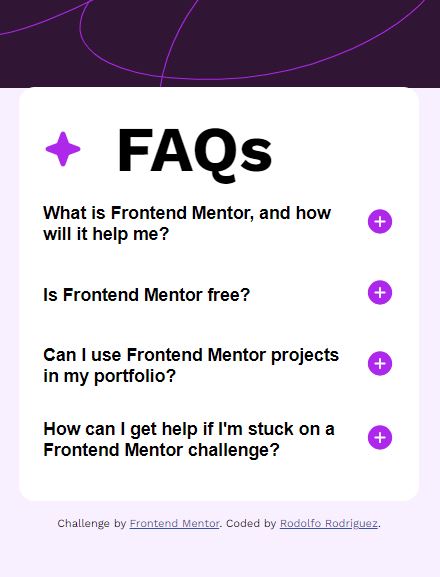 FAQs
What is Frontend Mentor, and how
will it help me?
Is Frontend Mentor free?
Can I use Frontend Mentor projects
in my portfolio?
How can I get help if I'm stuck on a
Frontend Mentor challenge?
Challenge by Frontend Mentor. Coded by Rodolfo Rodriguez.